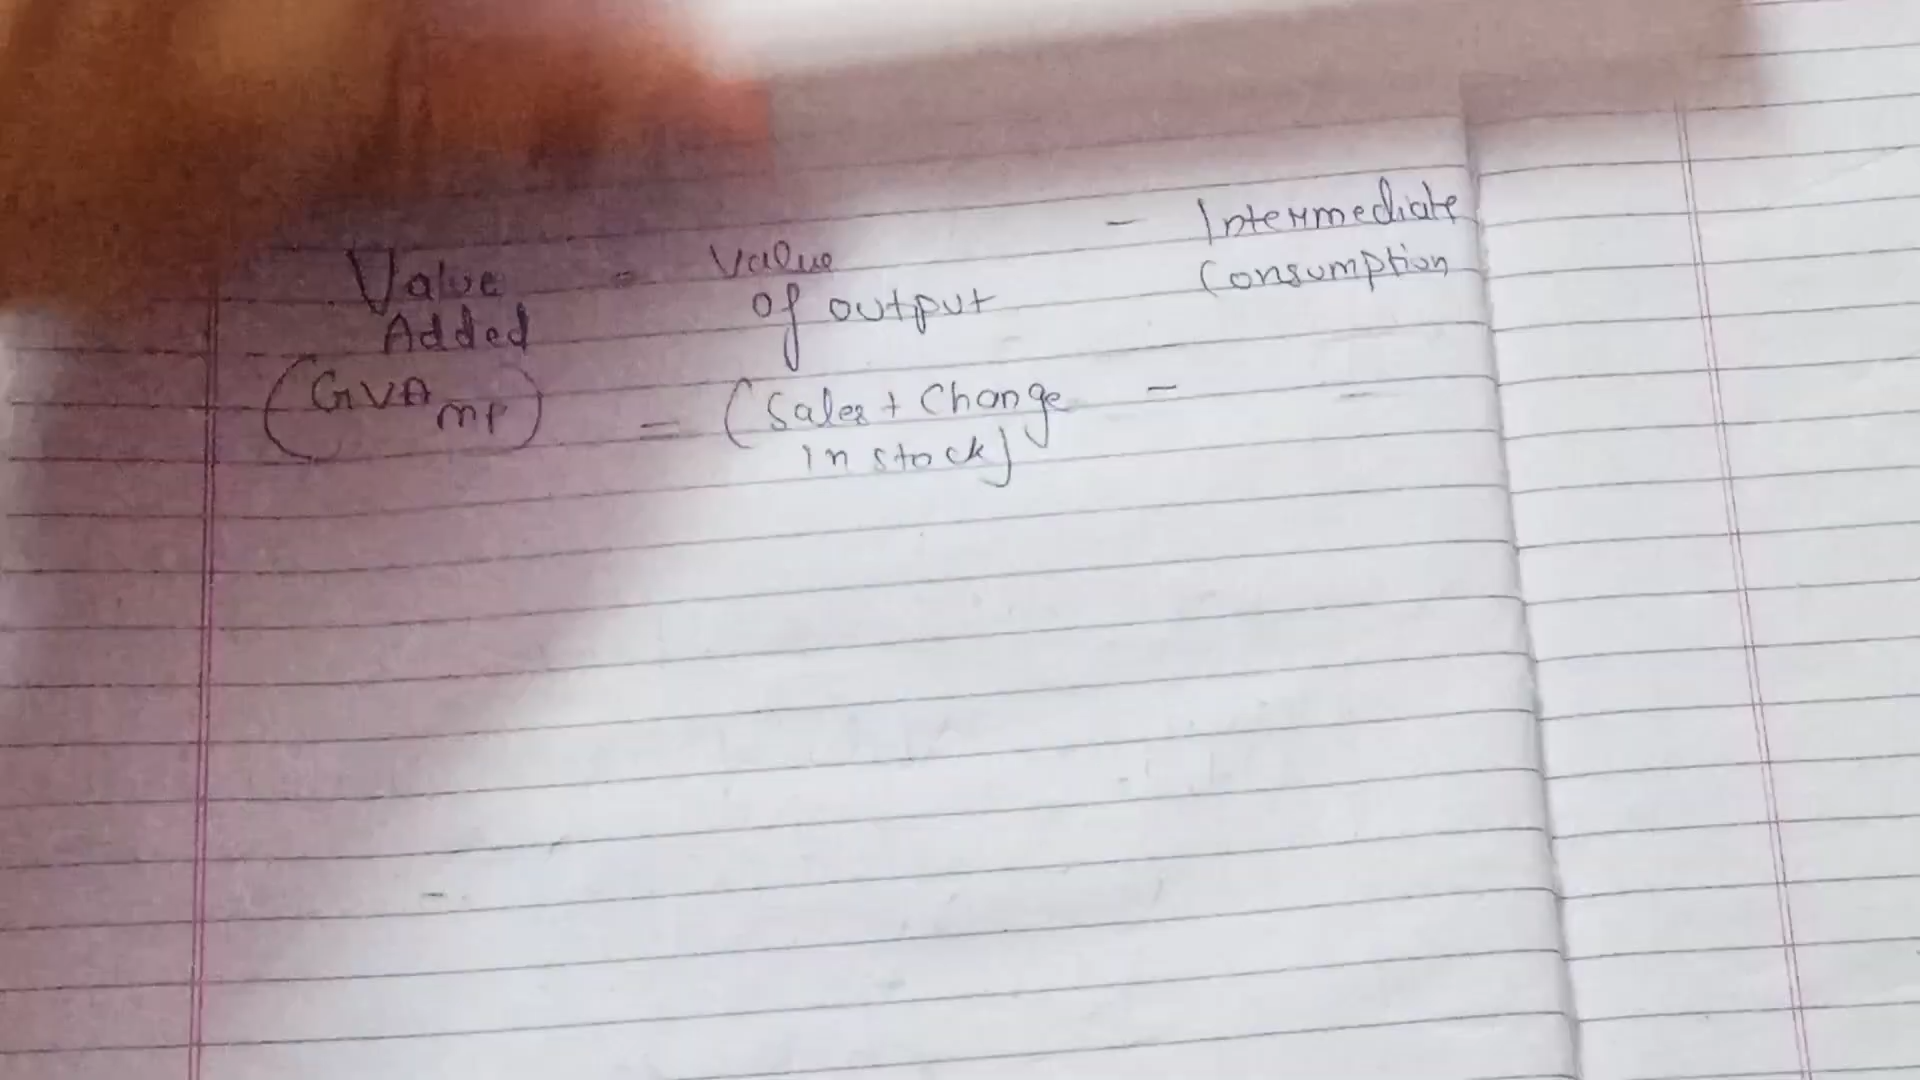 Value = Value - Intermediate
Added of output Consumption
(GVA MP) = (Sales + Change -
in stock)